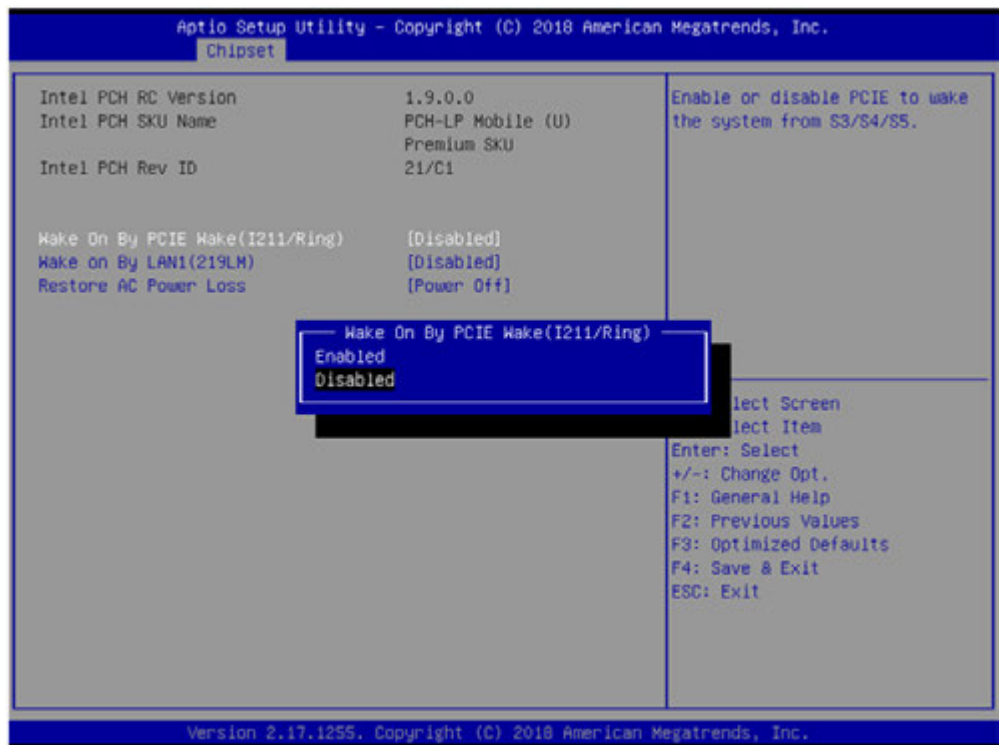 Aptio Setup Utility – Copyright (C) 2018 American Megatrends, Inc.
Chipset
Intel PCH RC Version 1.9.0.0
Intel PCH SKU Name PCH-LP Mobile (U)
Premium SKU
Intel PCH Rev ID 21/C1
Wake On By PCIE Wake(I211/Ring) [Disabled]
Wake on By LAN1(219LM) [Disabled]
Restore AC Power Loss [Power Off]
Wake On By PCIE Wake(I211/Ring)
Enabled
Disabled
Enable or disable PCIE to wake
the system from S3/S4/S5.
lect Screen
lect Item
Enter: Select
+/-: Change Opt.
F1: General Help
F2: Previous Values
F3: Optimized Defaults
F4: Save & Exit
ESC: Exit
Version 2.17.1255. Copyright (C) 2018 American Megatrends, Inc.